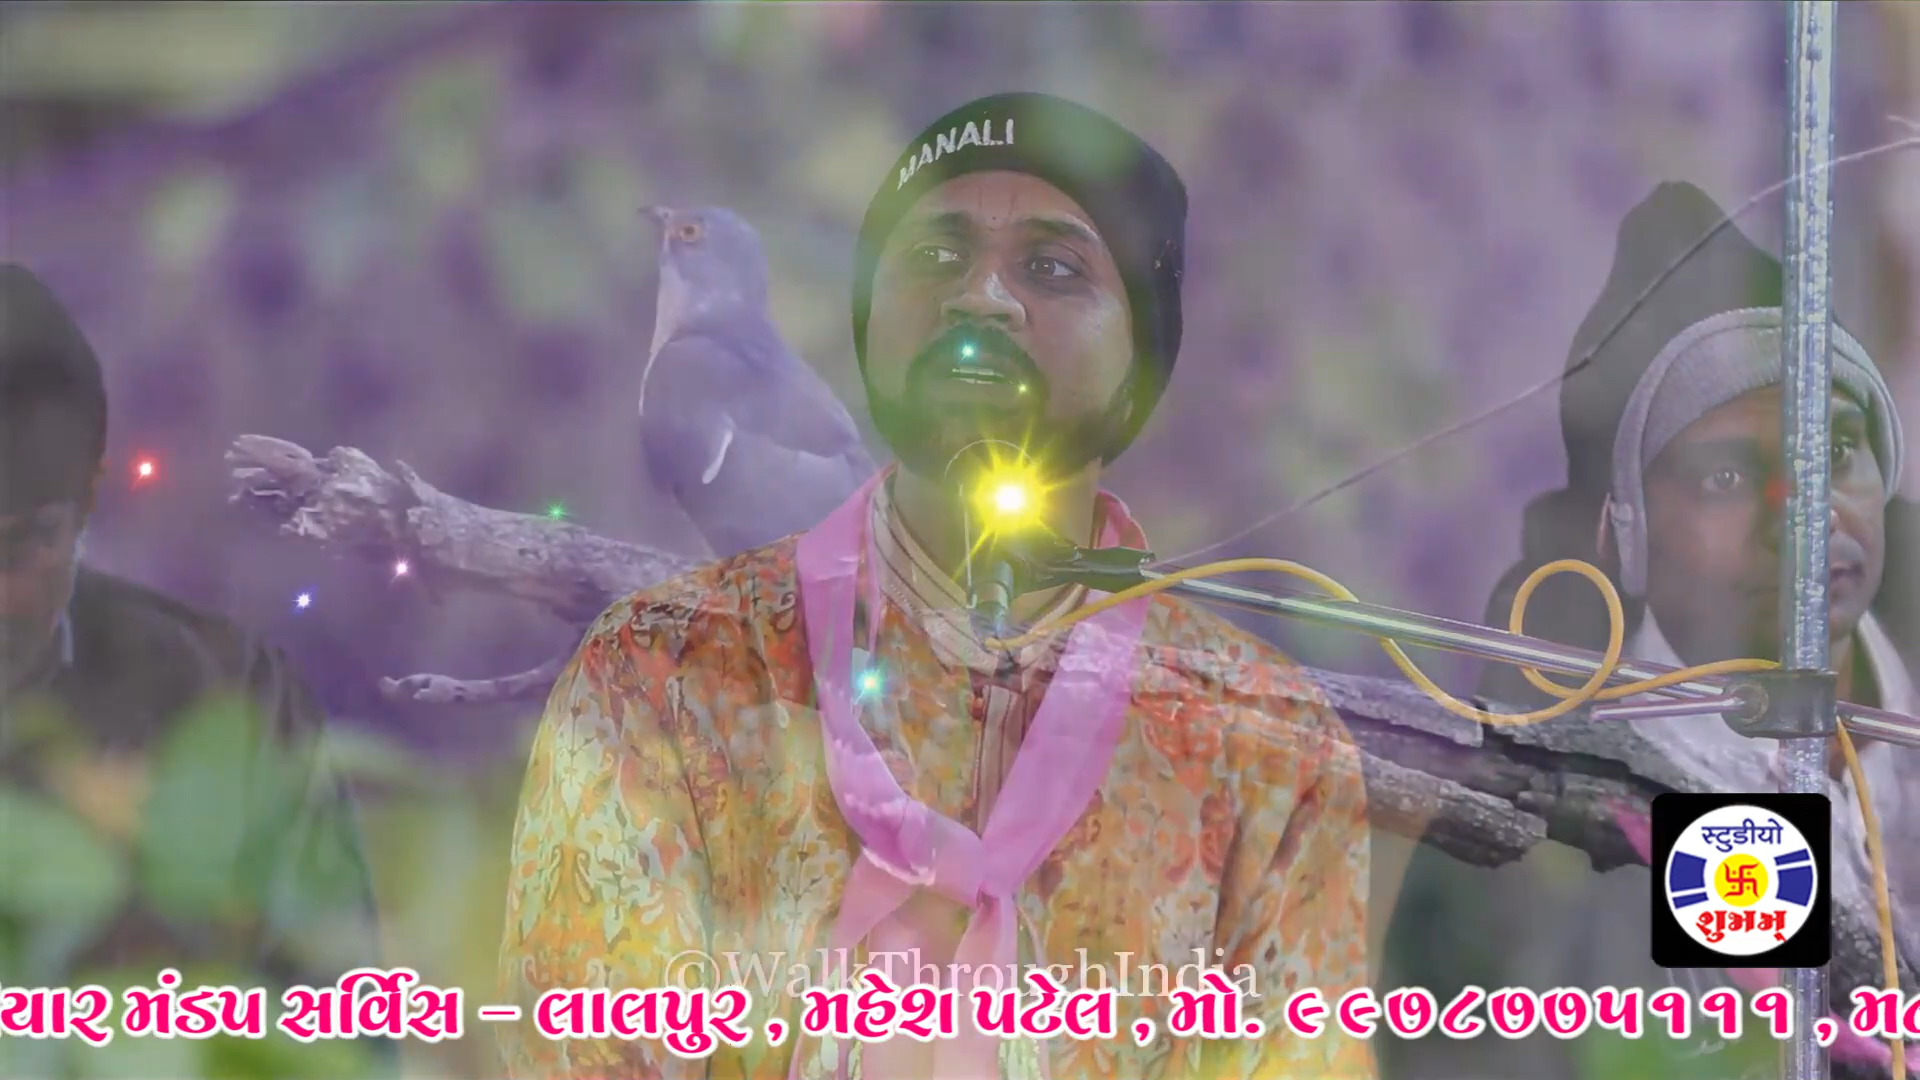 MANALI
સ્ટુડીયો
શુભમ્
©WalkThroughIndia
યાર મંડપ સર્વિસ - લાલપુર , મહેશ પટેલ , મો. ૯૯૭૮૭૭૫૧૧૧ ,